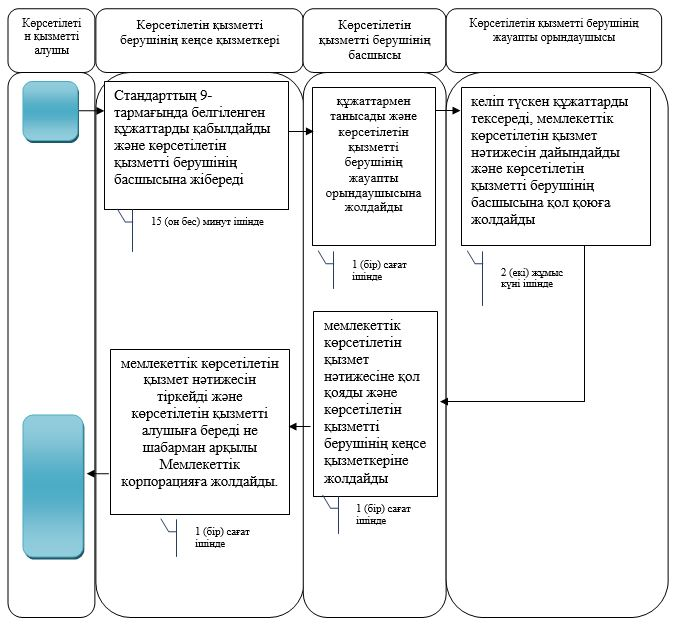 Көрсетілеті
н қызметті
алушы
Көрсетілетін қызметті
берушінің кеңсе қызметкері
Көрсетілетін
қызметті берушінің
басшысы
Көрсетілетін қызметті берушінің
жауапты орындаушысы
Стандарттың 9-
тармағында белгіленген
құжаттарды қабылдайды
және көрсетілетін
қызметті берушінің
басшысына жібереді
15 (он бес) минут ішінде
құжаттармен
танысады және
көрсетілетін
қызметті
берушінің
жауапты
орындаушысына
жолдайды
1 (бір) сағат
ішінде
келіп түскен құжаттарды
тексереді, мемлекеттік
көрсетілетін қызмет
нәтижесін дайындайды
және көрсетілетін
қызметті берушінің
басшысына қол қоюға
жолдайды
2 (екі) жұмыс
күні ішінде
мемлекеттік
көрсетілетін
қызмет
нәтижесіне қол
қояды және
көрсетілетін
қызметті
берушінің кеңсе
қызметкеріне
жолдайды
1 (бір) сағат
ішінде
мемлекеттік көрсетілетін
қызмет нәтижесін
тіркейді және
көрсетілетін қызметті
алушыға береді не
шабарман арқылы
Мемлекеттік
корпорацияға жолдайды.
1 (бір) сағат
ішінде